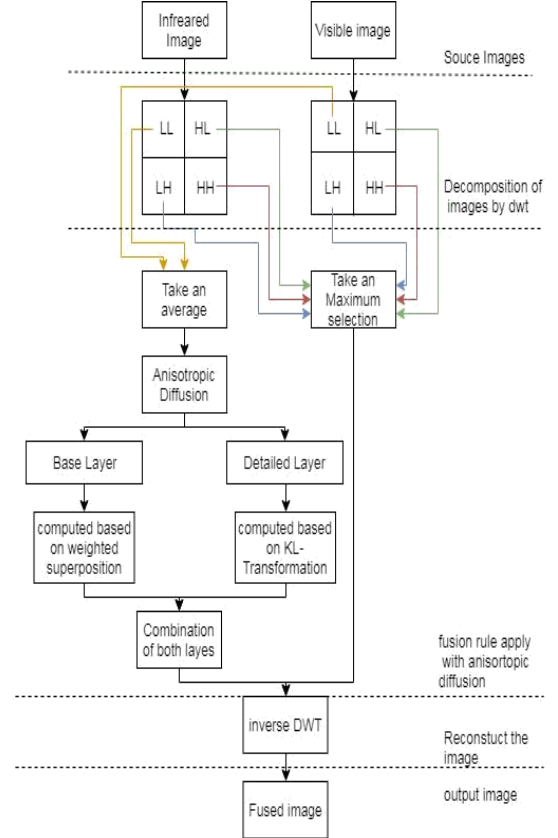 Infreared
Image
Visible image
Souce Images
LL
HL
LH
HH
LL
HL
LH
HH
Decomposition of
images by dwt
Take an
average
Take an
Maximum
selection
Anisotropic
Diffusion
Base Layer
Detailed Layer
computed based
on weighted
superposition
computed based
on KL-
Transformation
Combination
of both layes
fusion rule apply
with anisortopic
diffusion
inverse DWT
Reconstuct the
image
output image
Fused image